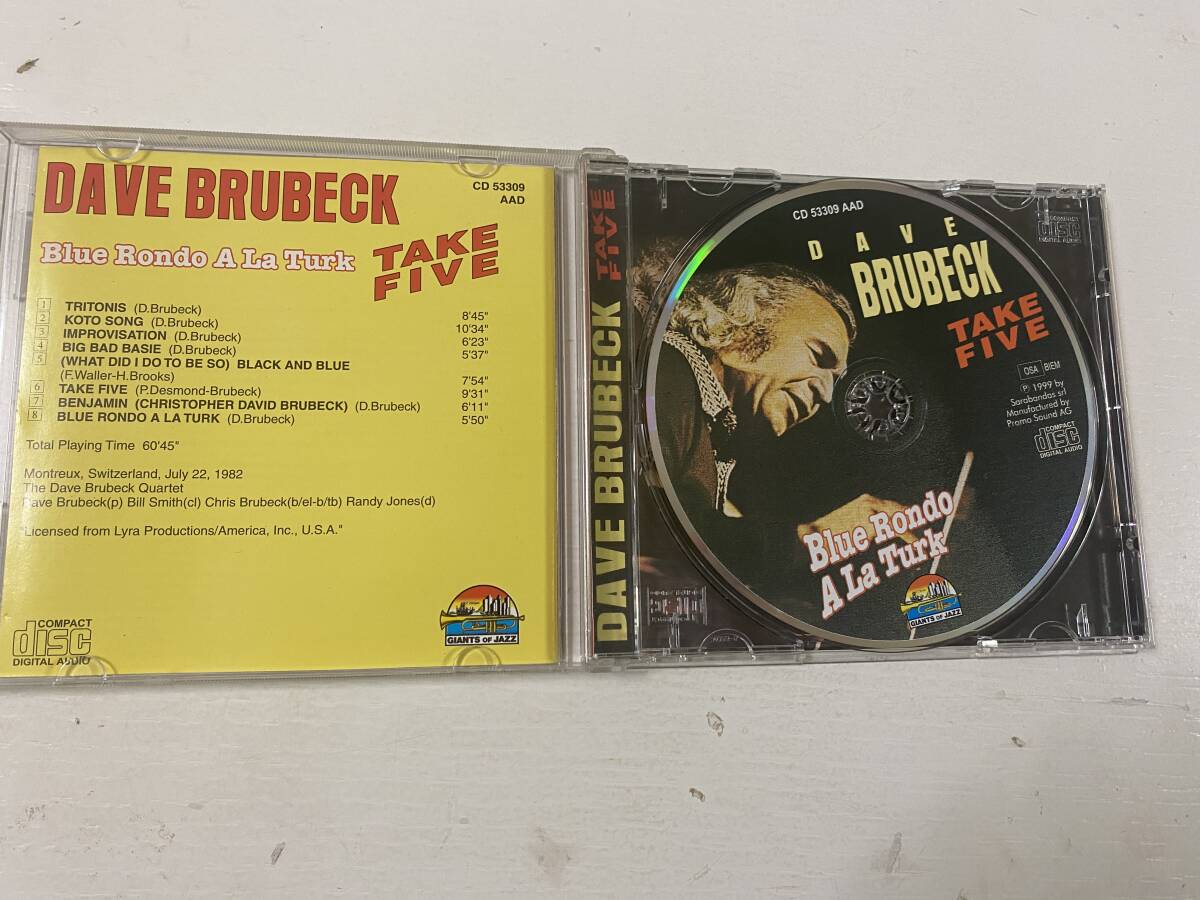 DAVE BRUBECK
CD 53309
AAD
Blue Rondo A La Turk
TAKE
FIVE
1 TRITONIS (D.Brubeck) 8'45"
2 KOTO SONG (D.Brubeck) 10'34"
3 IMPROVISATION (D.Brubeck) 6'23"
4 BIG BAD BASIE (D.Brubeck) 5'37"
5 (WHAT DID I DO TO BE SO) BLACK AND BLUE
(F.Waller-H.Brooks) 7'54"
6 TAKE FIVE (P.Desmond-Brubeck) 9'31"
7 BENJAMIN (CHRISTOPHER DAVID BRUBECK) (D.Brubeck) 6'11"
8 BLUE RONDO A LA TURK (D.Brubeck) 5'50"
Total Playing Time 60'45"
Montreux, Switzerland, July 22, 1982
The Dave Brubeck Quartet
Dave Brubeck(p) Bill Smith(cl) Chris Brubeck(b/el-b/tb) Randy Jones(d)
"Licensed from Lyra Productions/America, Inc., U.S.A."
COMPACT
disc
DIGITAL AUDIO
GIANTS OF JAZZ
DAVE BRUBECK
TAKE
FIVE
CD 53309 AAD
DAVE
BRUBECK
TAKE
FIVE
OSA BIEM
℗ 1999 by
Sarabandas srl
Manufactured by
Promo Sound AG
COMPACT
disc
DIGITAL AUDIO
Blue Rondo
A La Turk
GIANTS OF JAZZ
COMPACT
disc
DIGITAL AUDIO